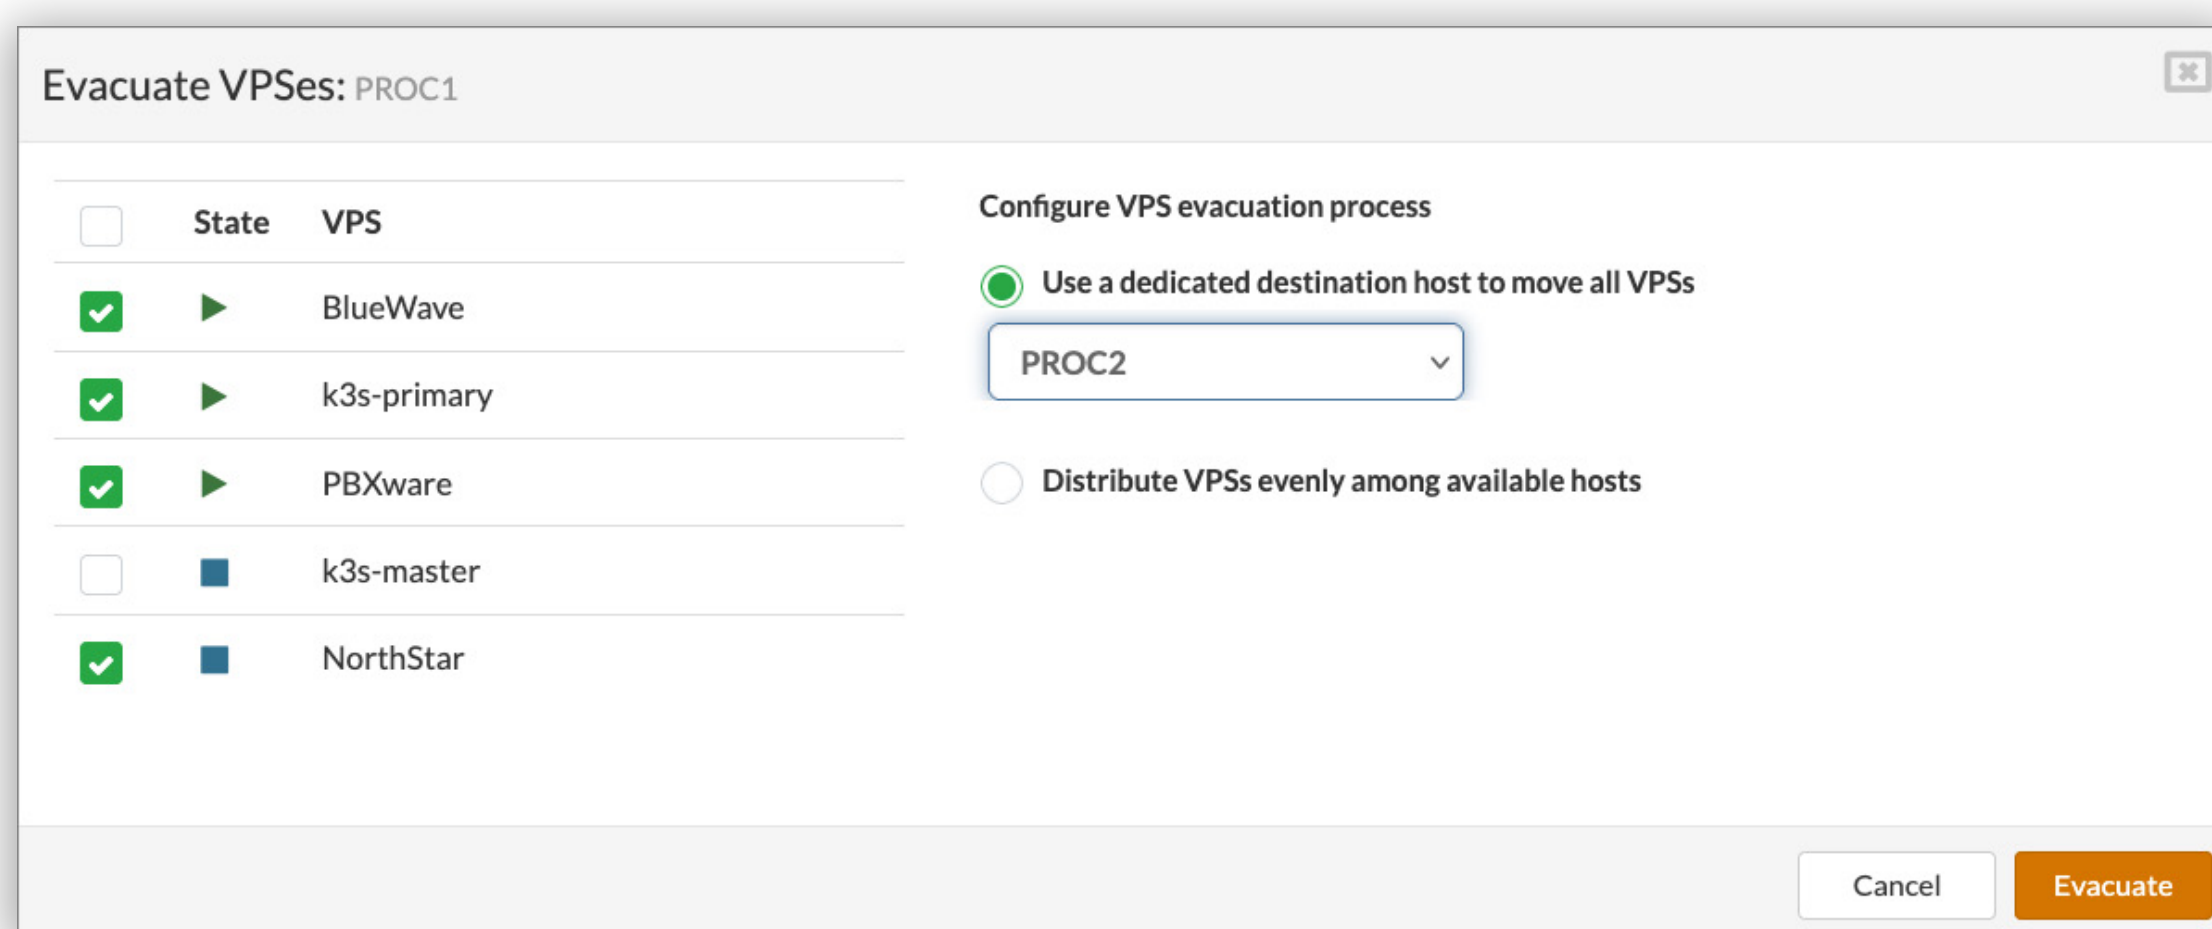 Evacuate VPSes: PROC1
State VPS
BlueWave
k3s-primary
PBXware
k3s-master
NorthStar
Configure VPS evacuation process
Use a dedicated destination host to move all VPSs
PROC2
Distribute VPSs evenly among available hosts
Cancel Evacuate